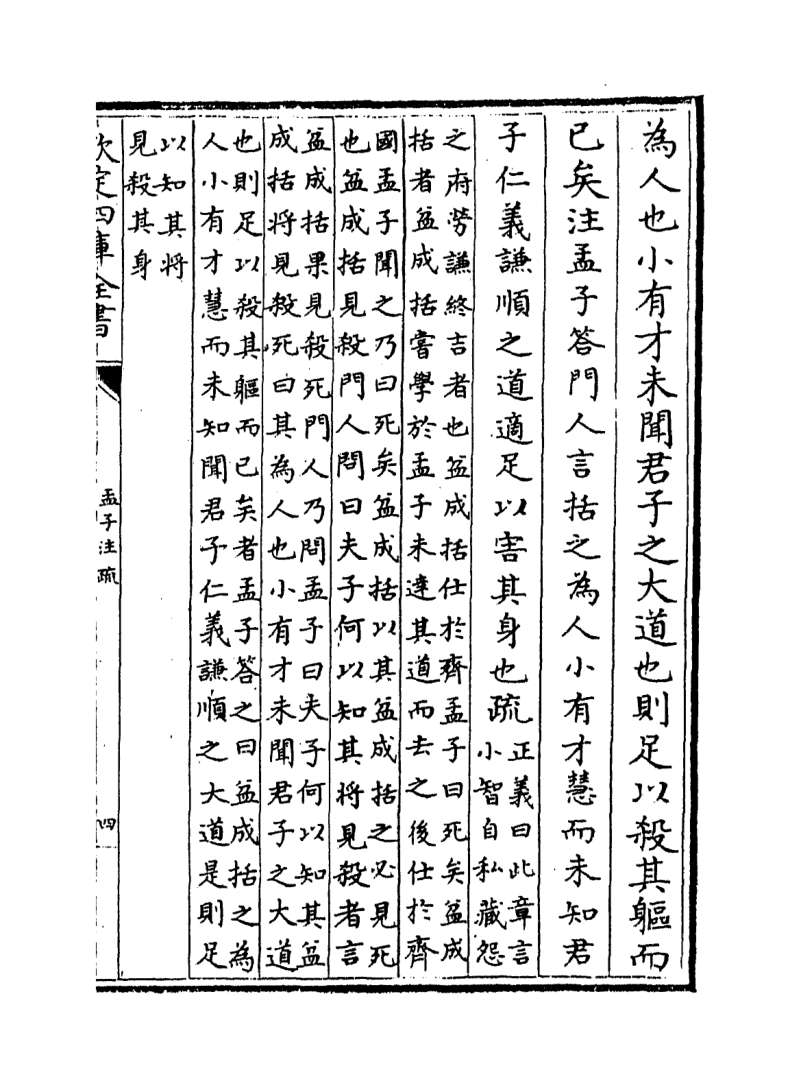 為人也小有才未聞君子之大道也則足以殺其軀而
已矣注孟子答門人言括之為人小有才慧而未知君
子仁義謙順之道適足以害其身也疏正義曰此章言
小智自私藏怨
之府勞謙終吉者也盆成括仕於齊孟子曰死矣盆成
括者盆成括嘗學於孟子未達其道而去之後仕於齊
國孟子聞之乃曰死矣盆成括以其盆成括之必見死
也盆成括見殺門人問曰夫子何以知其將見殺者言
盆成括果見殺死門人乃問孟子曰夫子何以知其盆
成括將見殺死曰其為人也小有才未聞君子之大道
也則足以殺其軀而已矣者孟子答之曰盆成括之為
人小有才慧而未知聞君子仁義謙順之大道是則足
以知其將
見殺其身
欽定四庫全書
孟子注疏
四